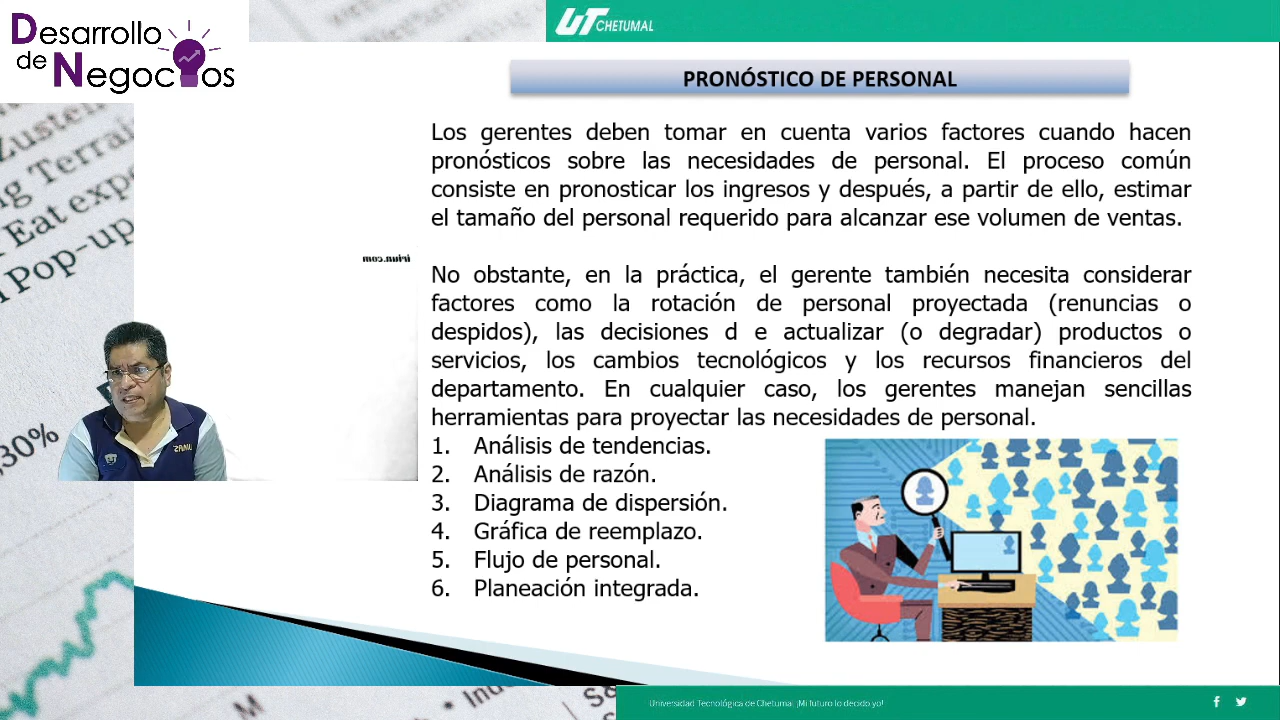 Desarrollo
de Negocios
UT CHETUMAL
PRONÓSTICO DE PERSONAL
Los gerentes deben tomar en cuenta varios factores cuando hacen
pronósticos sobre las necesidades de personal. El proceso común
consiste en pronosticar los ingresos y después, a partir de ello, estimar
el tamaño del personal requerido para alcanzar ese volumen de ventas.
iriun.com
No obstante, en la práctica, el gerente también necesita considerar
factores como la rotación de personal proyectada (renuncias o
despidos), las decisiones d e actualizar (o degradar) productos o
servicios, los cambios tecnológicos y los recursos financieros del
departamento. En cualquier caso, los gerentes manejan sencillas
herramientas para proyectar las necesidades de personal.
1. Análisis de tendencias.
2. Análisis de razón.
3. Diagrama de dispersión.
4. Gráfica de reemplazo.
5. Flujo de personal.
6. Planeación integrada.
Eat
Pop-up
,30%
Universidad Tecnológica de Chetumal ¡Mi futuro lo decido yo!